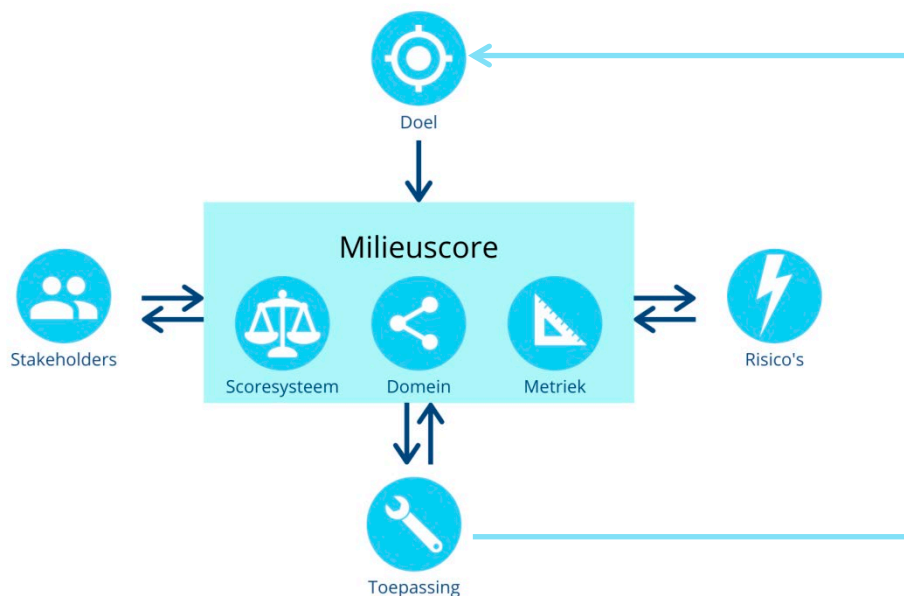 Doel
Milieuscore
Stakeholders
Scoresysteem
Domein
Metriek
Risico's
Toepassing